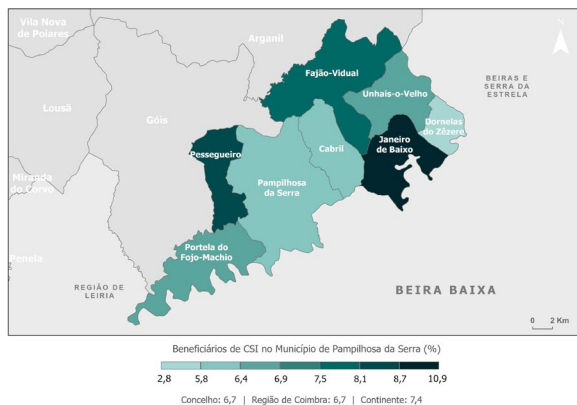 Vila Nova
de Poiares
Arganil
N
Fajão-Vidual
BEIRAS E
SERRA DA
ESTRELA
Unhais-o-Velho
Lousã
Góis
Dornelas
do Zêzere
Janeiro
de Baixo
Pessegueiro
Cabril
Miranda
do Corvo
Pampilhosa
da Serra
Portela do
Fojo-Machio
Penela
REGIÃO DE
LEIRIA
BEIRA BAIXA
0 2 Km
Beneficiários de CSI no Município de Pampilhosa da Serra (%)
2,8 5,8 6,4 6,9 7,5 8,1 8,7 10,9
Concelho: 6,7 | Região de Coimbra: 6,7 | Continente: 7,4